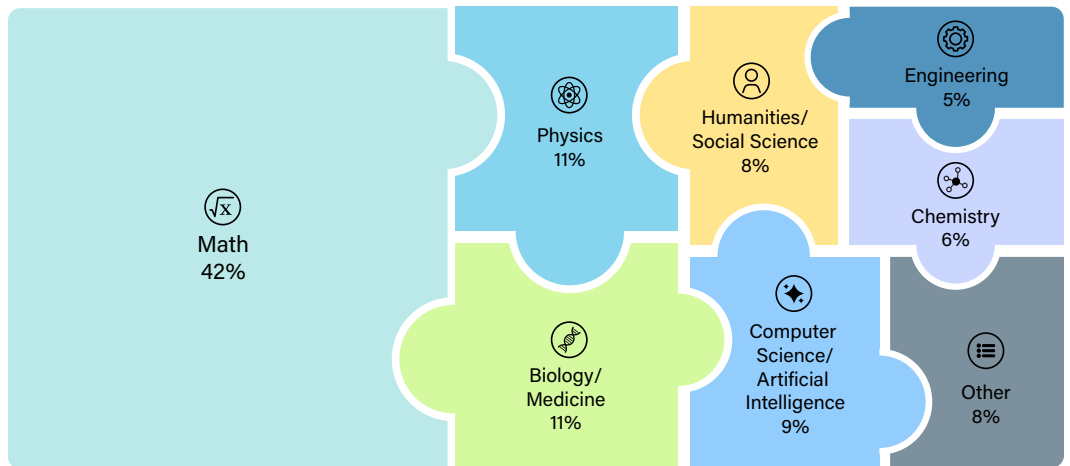 √x
Math
42%
Physics
11%
Biology/
Medicine
11%
Humanities/
Social Science
8%
Computer
Science/
Artificial
Intelligence
9%
Engineering
5%
Chemistry
6%
Other
8%